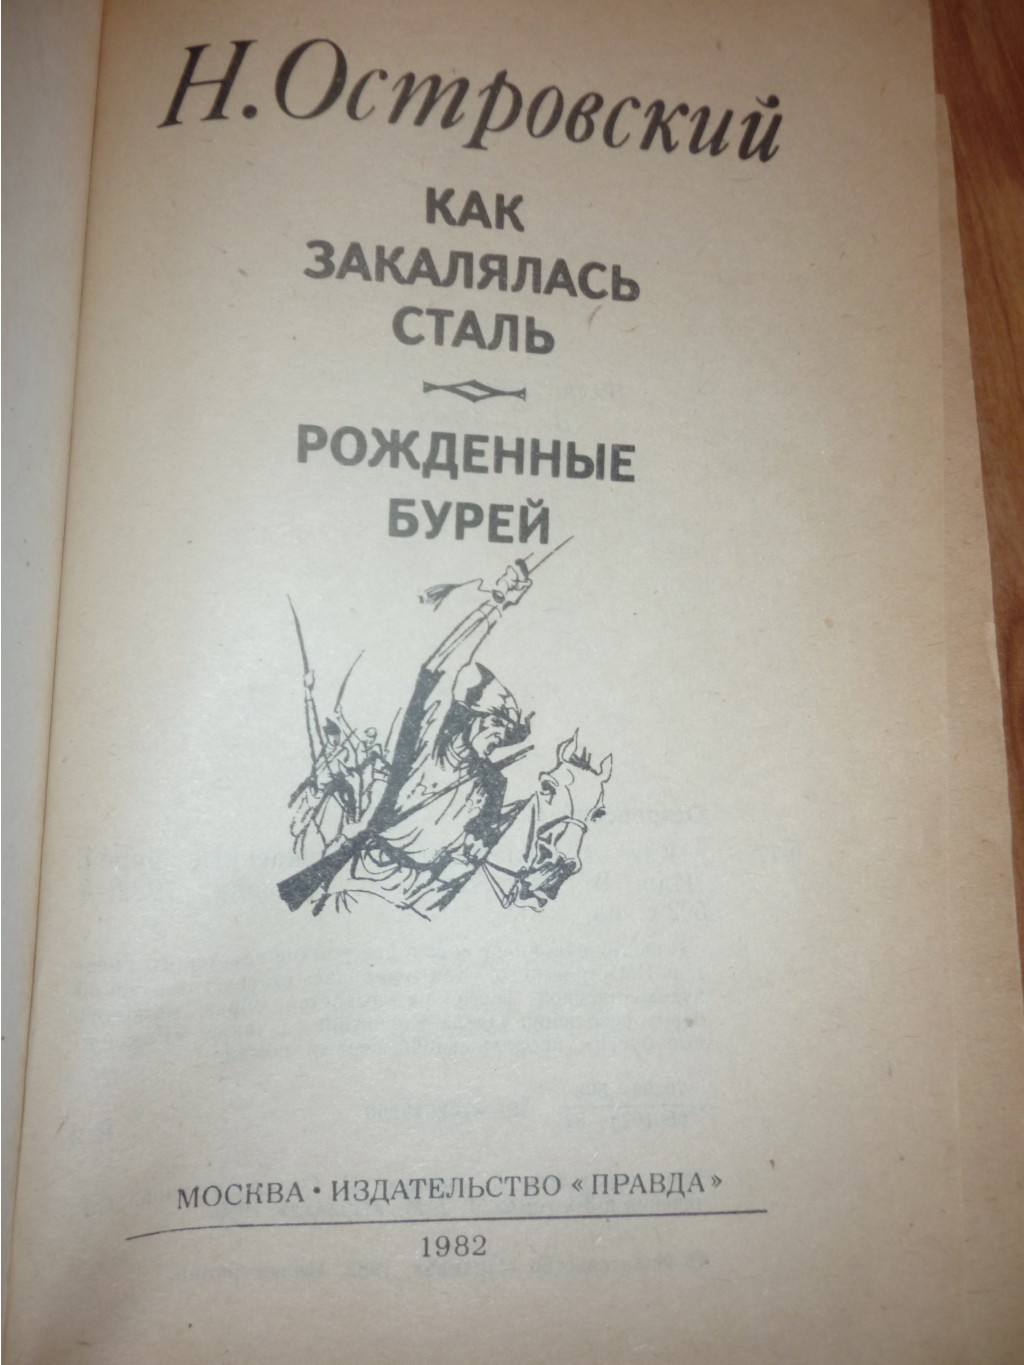 Н. Островский
КАК
ЗАКАЛЯЛАСЬ
СТАЛЬ
РОЖДЕННЫЕ
БУРЕЙ
МОСКВА • ИЗДАТЕЛЬСТВО «ПРАВДА»
1982